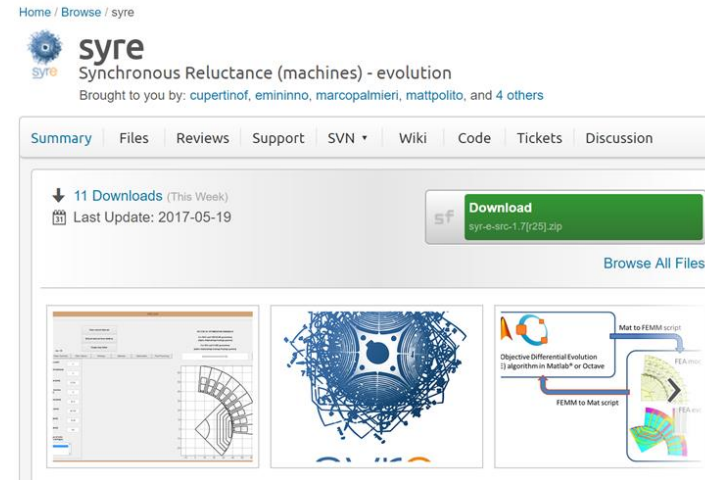 Home / Browse / syre
syre
syre
Synchronous Reluctance (machines) - evolution
Brought to you by: cupertinof, emininno, marcopalmieri, mattpolito, and 4 others
Summary Files Reviews Support SVN Wiki Code Tickets Discussion
11 Downloads (This Week)
31 Last Update: 2017-05-19
sf
Download
syr-e-src-1.7[r25].zip
Browse All Files
Mat to FEMM script
Objective Differential Evolution
) algorithm in Matlab® or Octave
FEMM to Mat script